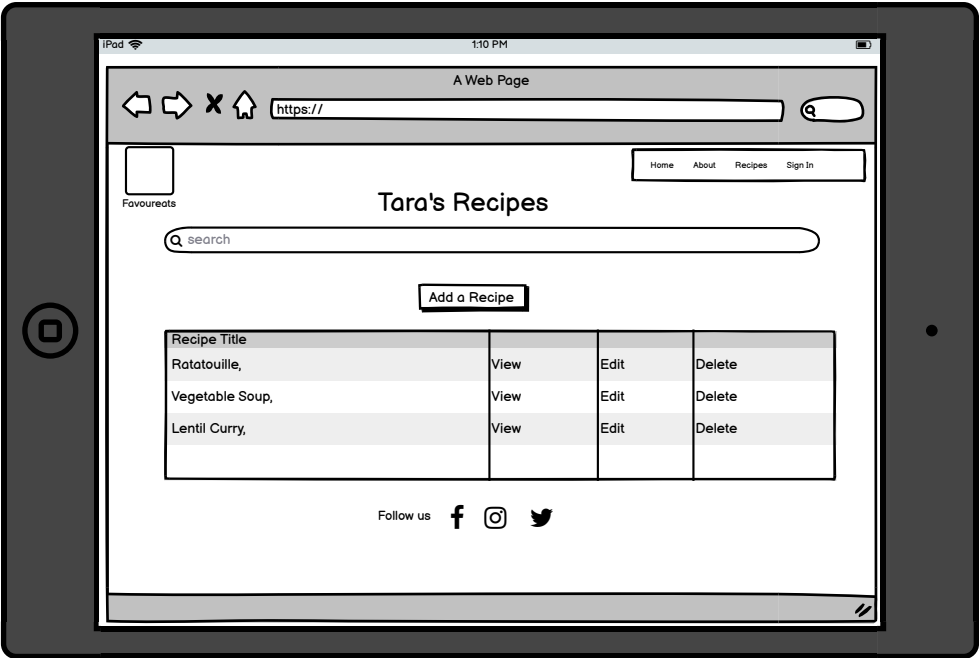 iPad 1:10 PM
A Web Page
https://
Home About Recipes Sign In
Favoureats
Tara's Recipes
search
Add a Recipe
Recipe Title
Ratatouille, View Edit Delete
Vegetable Soup, View Edit Delete
Lentil Curry, View Edit Delete
Follow us